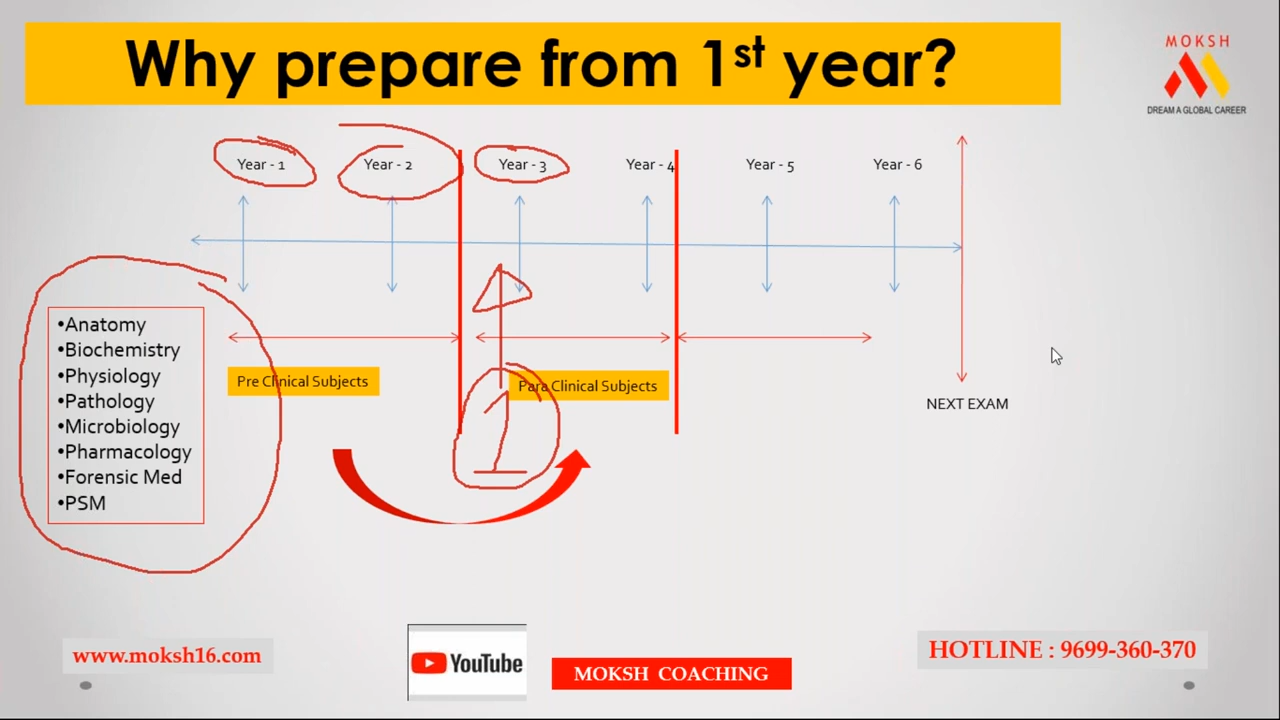 Why prepare from 1st year?
MOKSH
DREAM A GLOBAL CAREER
Year - 1
Year - 2
Year - 3
Year - 4
Year - 5
Year - 6
•Anatomy
•Biochemistry
•Physiology
•Pathology
•Microbiology
•Pharmacology
•Forensic Med
•PSM
Pre Clinical Subjects
Para Clinical Subjects
1
NEXT EXAM
www.moksh16.com
YouTube
MOKSH COACHING
HOTLINE : 9699-360-370